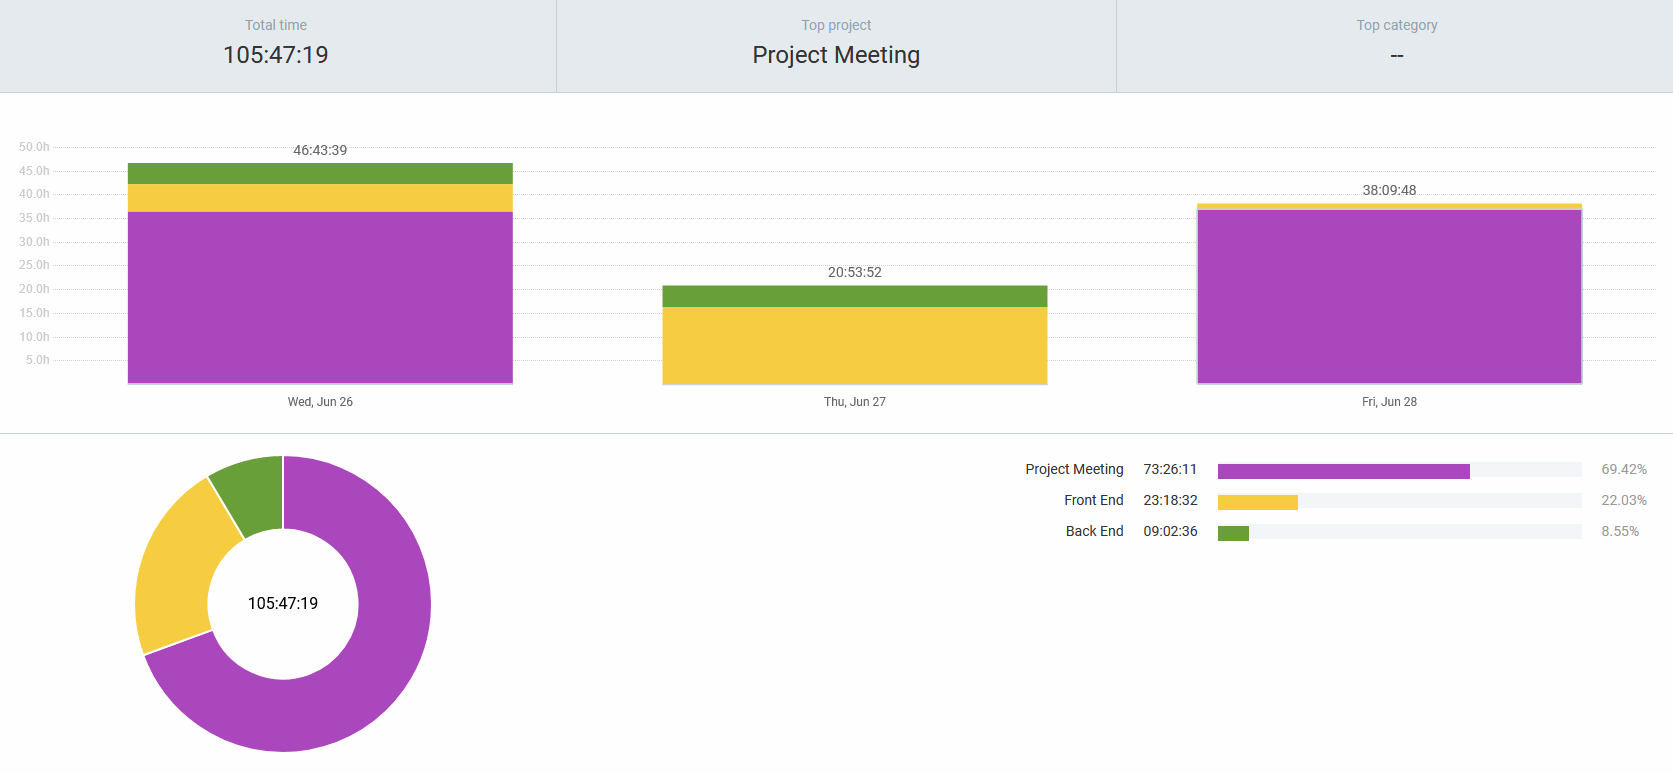 Total time
105:47:19
Top project
Project Meeting
Top category
--
50.0h
45.0h
40.0h
35.0h
30.0h
25.0h
20.0h
15.0h
10.0h
5.0h
46:43:39
20:53:52
38:09:48
Wed, Jun 26
Thu, Jun 27
Fri, Jun 28
105:47:19
Project Meeting 73:26:11 69.42%
Front End 23:18:32 22.03%
Back End 09:02:36 8.55%